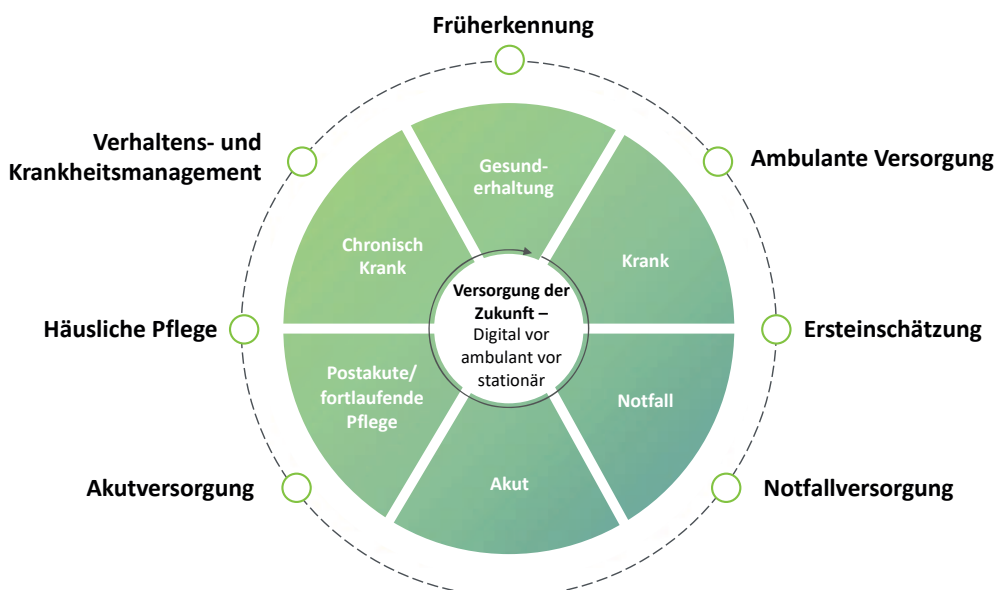 Früherkennung
Verhaltens- und
Krankheitsmanagement
Ambulante Versorgung
Gesund-
erhaltung
Chronisch
Krank
Krank
Versorgung der
Zukunft –
Digital vor
ambulant vor
stationär
Häusliche Pflege
Ersteinschätzung
Postakute/
fortlaufende
Pflege
Notfall
Akut
Akutversorgung
Notfallversorgung